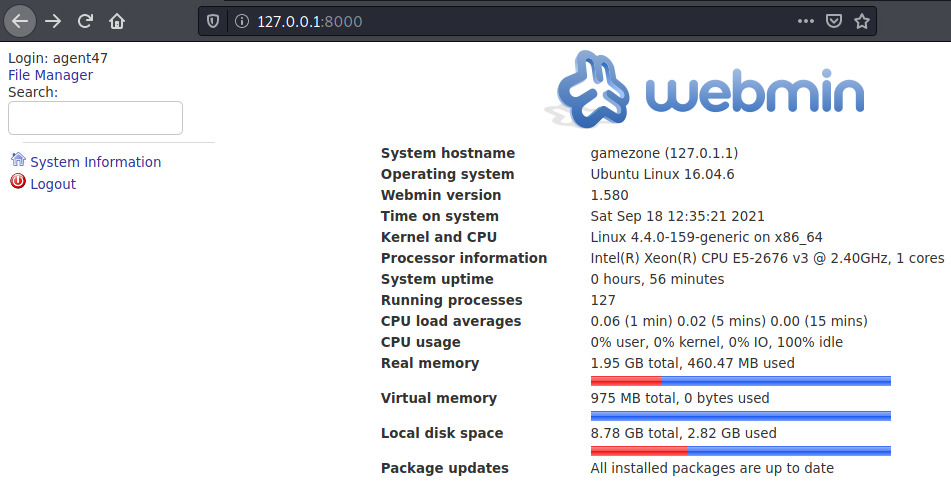 127.0.0.1:8000
Login: agent47
File Manager
Search:
System Information
Logout
webmin
System hostname gamezone (127.0.1.1)
Operating system Ubuntu Linux 16.04.6
Webmin version 1.580
Time on system Sat Sep 18 12:35:21 2021
Kernel and CPU Linux 4.4.0-159-generic on x86_64
Processor information Intel(R) Xeon(R) CPU E5-2676 v3 @ 2.40GHz, 1 cores
System uptime 0 hours, 56 minutes
Running processes 127
CPU load averages 0.06 (1 min) 0.02 (5 mins) 0.00 (15 mins)
CPU usage 0% user, 0% kernel, 0% IO, 100% idle
Real memory 1.95 GB total, 460.47 MB used
Virtual memory 975 MB total, 0 bytes used
Local disk space 8.78 GB total, 2.82 GB used
Package updates All installed packages are up to date